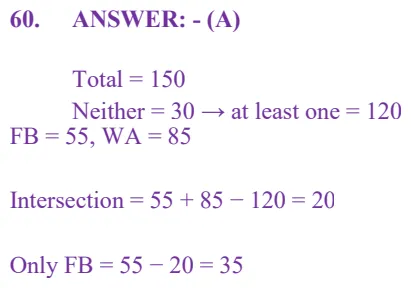 60. ANSWER: - (A)
Total = 150
Neither = 30 → at least one = 120
FB = 55, WA = 85
Intersection = 55 + 85 − 120 = 20
Only FB = 55 − 20 = 35